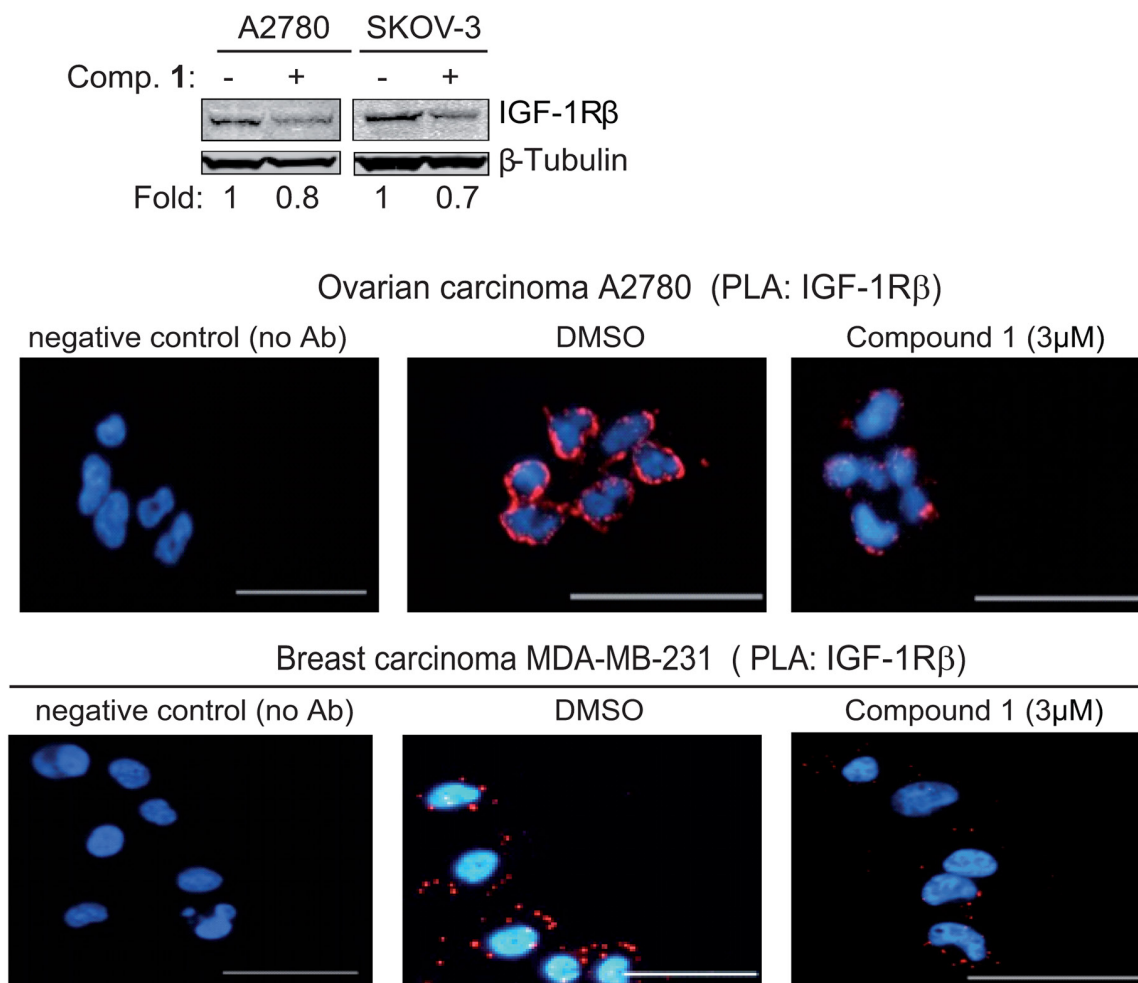 A2780 SKOV-3
Comp. 1: - + - +
IGF-1Rβ
β-Tubulin
Fold: 1 0.8 1 0.7
Ovarian carcinoma A2780 (PLA: IGF-1Rβ)
negative control (no Ab) DMSO Compound 1 (3µM)
Breast carcinoma MDA-MB-231 ( PLA: IGF-1Rβ)
negative control (no Ab) DMSO Compound 1 (3µM)